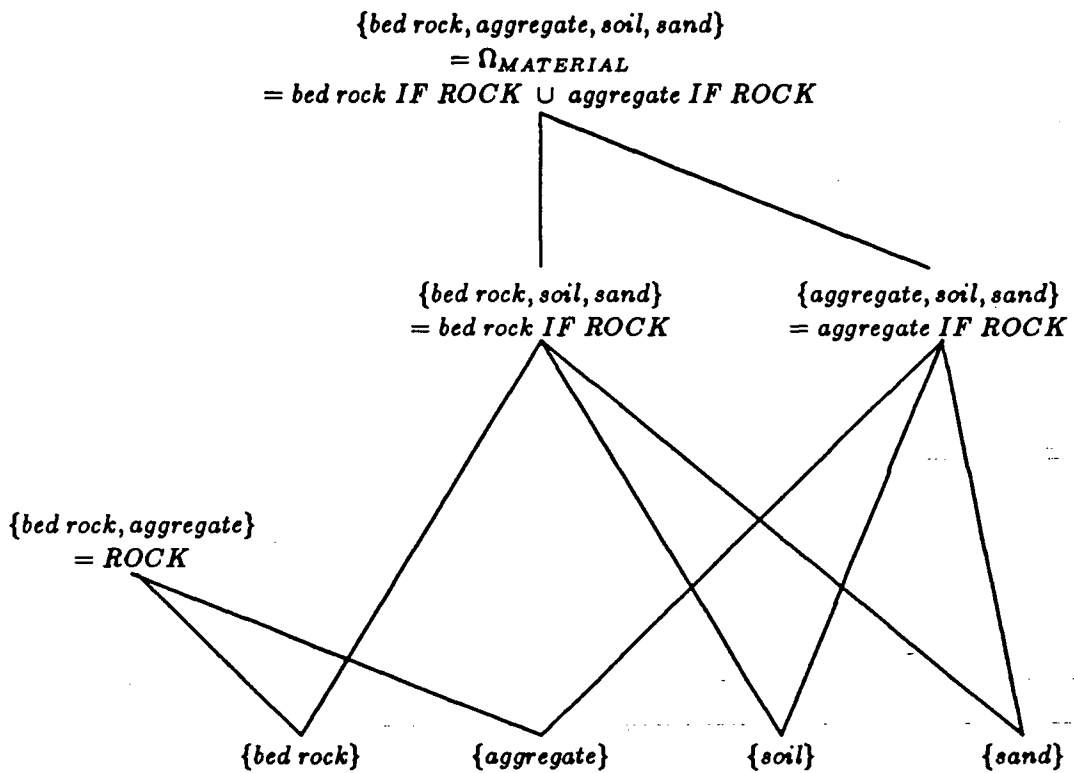 {bed rock, aggregate, soil, sand}
= Ω_MATERIAL
= bed rock IF ROCK ∪ aggregate IF ROCK
{bed rock, soil, sand}
= bed rock IF ROCK
{aggregate, soil, sand}
= aggregate IF ROCK
{bed rock, aggregate}
= ROCK
{bed rock}
{aggregate}
{soil}
{sand}